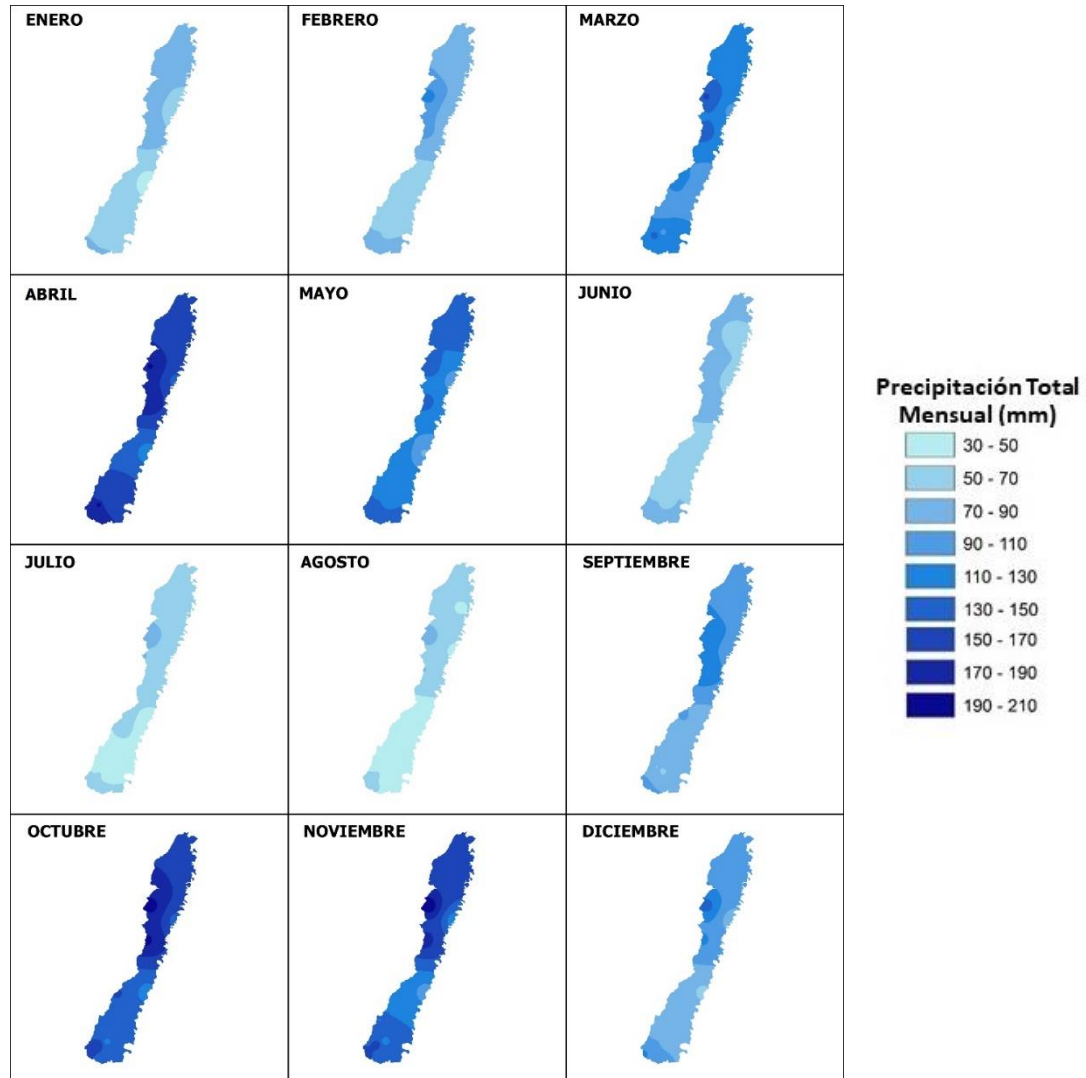 ENERO
FEBRERO
MARZO
ABRIL
MAYO
JUNIO
JULIO
AGOSTO
SEPTIEMBRE
OCTUBRE
NOVIEMBRE
DICIEMBRE
Precipitación Total
Mensual (mm)
30 - 50
50 - 70
70 - 90
90 - 110
110 - 130
130 - 150
150 - 170
170 - 190
190 - 210